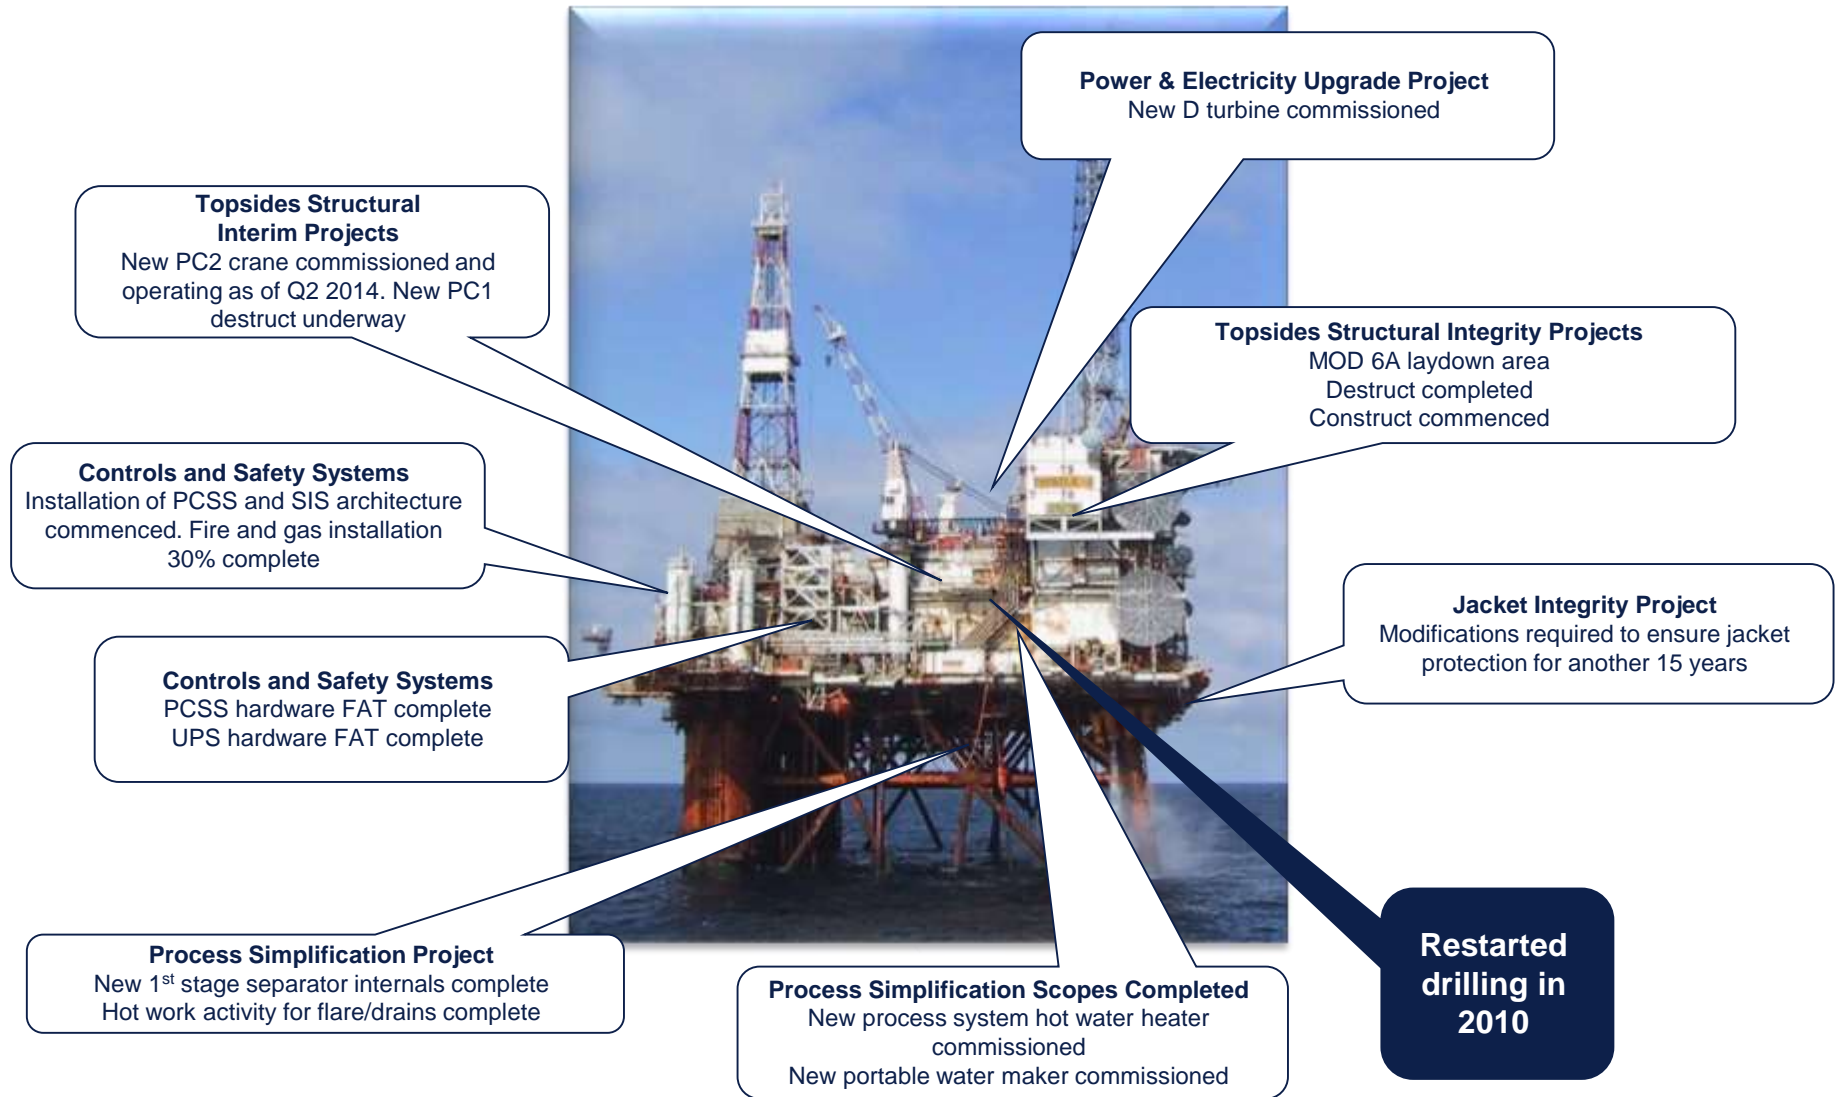 Power & Electricity Upgrade Project
New D turbine commissioned
Topsides Structural
Interim Projects
New PC2 crane commissioned and
operating as of Q2 2014. New PC1
destruct underway
Topsides Structural Integrity Projects
MOD 6A laydown area
Destruct completed
Construct commenced
Controls and Safety Systems
Installation of PCSS and SIS architecture
commenced. Fire and gas installation
30% complete
Jacket Integrity Project
Modifications required to ensure jacket
protection for another 15 years
Controls and Safety Systems
PCSS hardware FAT complete
UPS hardware FAT complete
Process Simplification Project
New 1st stage separator internals complete
Hot work activity for flare/drains complete
Process Simplification Scopes Completed
New process system hot water heater
commissioned
New portable water maker commissioned
Restarted
drilling in
2010